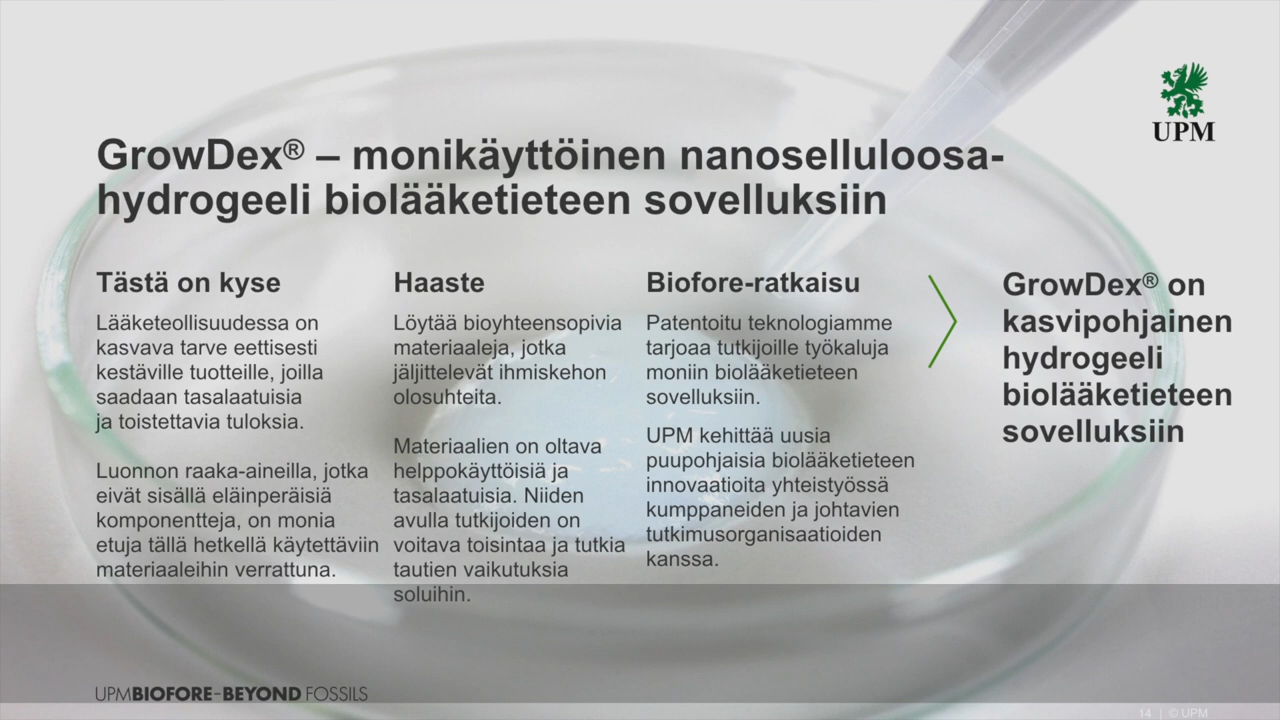 UPM
GrowDex® – monikäyttöinen nanoselluloosa-
hydrogeeli biolääketieteen sovelluksiin
Tästä on kyse
Lääketeollisuudessa on
kasvava tarve eettisesti
kestäville tuotteille, joilla
saadaan tasalaatuisia
ja toistettavia tuloksia.
Luonnon raaka-aineilla, jotka
eivät sisällä eläinperäisiä
komponentteja, on monia
etuja tällä hetkellä käytettäviin
materiaaleihin verrattuna.
Haaste
Löytää bioyhteensopivia
materiaaleja, jotka
jäljittelevät ihmiskehon
olosuhteita.
Materiaalien on oltava
helppokäyttöisiä ja
tasalaatuisia. Niiden
avulla tutkijoiden on
voitava toisintaa ja tutkia
tautien vaikutuksia
soluihin.
Biofore-ratkaisu
Patentoitu teknologiamme
tarjoaa tutkijoille työkaluja
moniin biolääketieteen
sovelluksiin.
UPM kehittää uusia
puupohjaisia biolääketieteen
innovaatioita yhteistyössä
kumppaneiden ja johtavien
tutkimusorganisaatioiden
kanssa.
GrowDex® on
kasvipohjainen
hydrogeeli
biolääketieteen
sovelluksiin
UPMBIOFORE–BEYOND FOSSILS
14 | © UPM